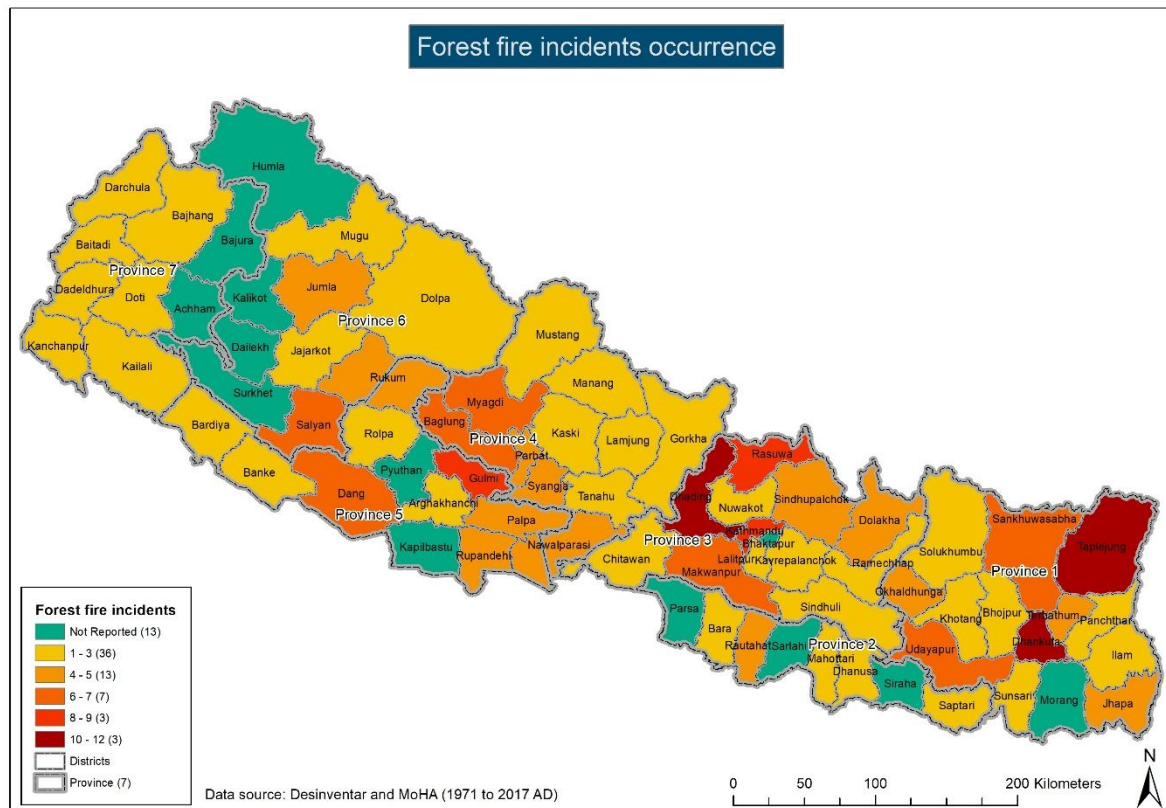 Forest fire incidents occurrence
Humla
Darchula
Bajhang
Bajura
Mugu
Baitadi
Province 7
Jumla
Dadeldhura
Doti
Achham
Kalikot
Dolpa
Province 6
Mustang
Kanchanpur
Kailali
Dailekh
Jajarkot
Rukum
Manang
Surkhet
Myagdi
Bardiya
Salyan
Rolpa
Baglung
Province 4
Kaski
Lamjung
Gorkha
Parbat
Banke
Pyuthan
Gulmi
Syangja
Tanahu
Rasuwa
Dang
Arghakhanchi
Province 5
Palpa
Dhading
Nuwakot
Sindhupalchok
Dolakha
Sankhuwasabha
Taplejung
Kapilbastu
Rupandehi
Nawalparasi
Chitawan
Province 3
Kathmandu
Bhaktapur
Lalitpur
Kavrepalanchok
Ramechhap
Solukhumbu
Province 1
Makwanpur
Okhaldhunga
Khotang
Bhojpur
Terhathum
Panchthar
Parsa
Bara
Rautahat
Sindhuli
Sarlahi
Province 2
Mahottari
Dhanusa
Udayapur
Dhankuta
Ilam
Siraha
Saptari
Sunsari
Morang
Jhapa
Forest fire incidents
Not Reported (13)
1 - 3 (36)
4 - 5 (13)
6 - 7 (7)
8 - 9 (3)
10 - 12 (3)
Districts
Province (7)
Data source: Desinventar and MoHA (1971 to 2017 AD)
0 50 100 200 Kilometers
N